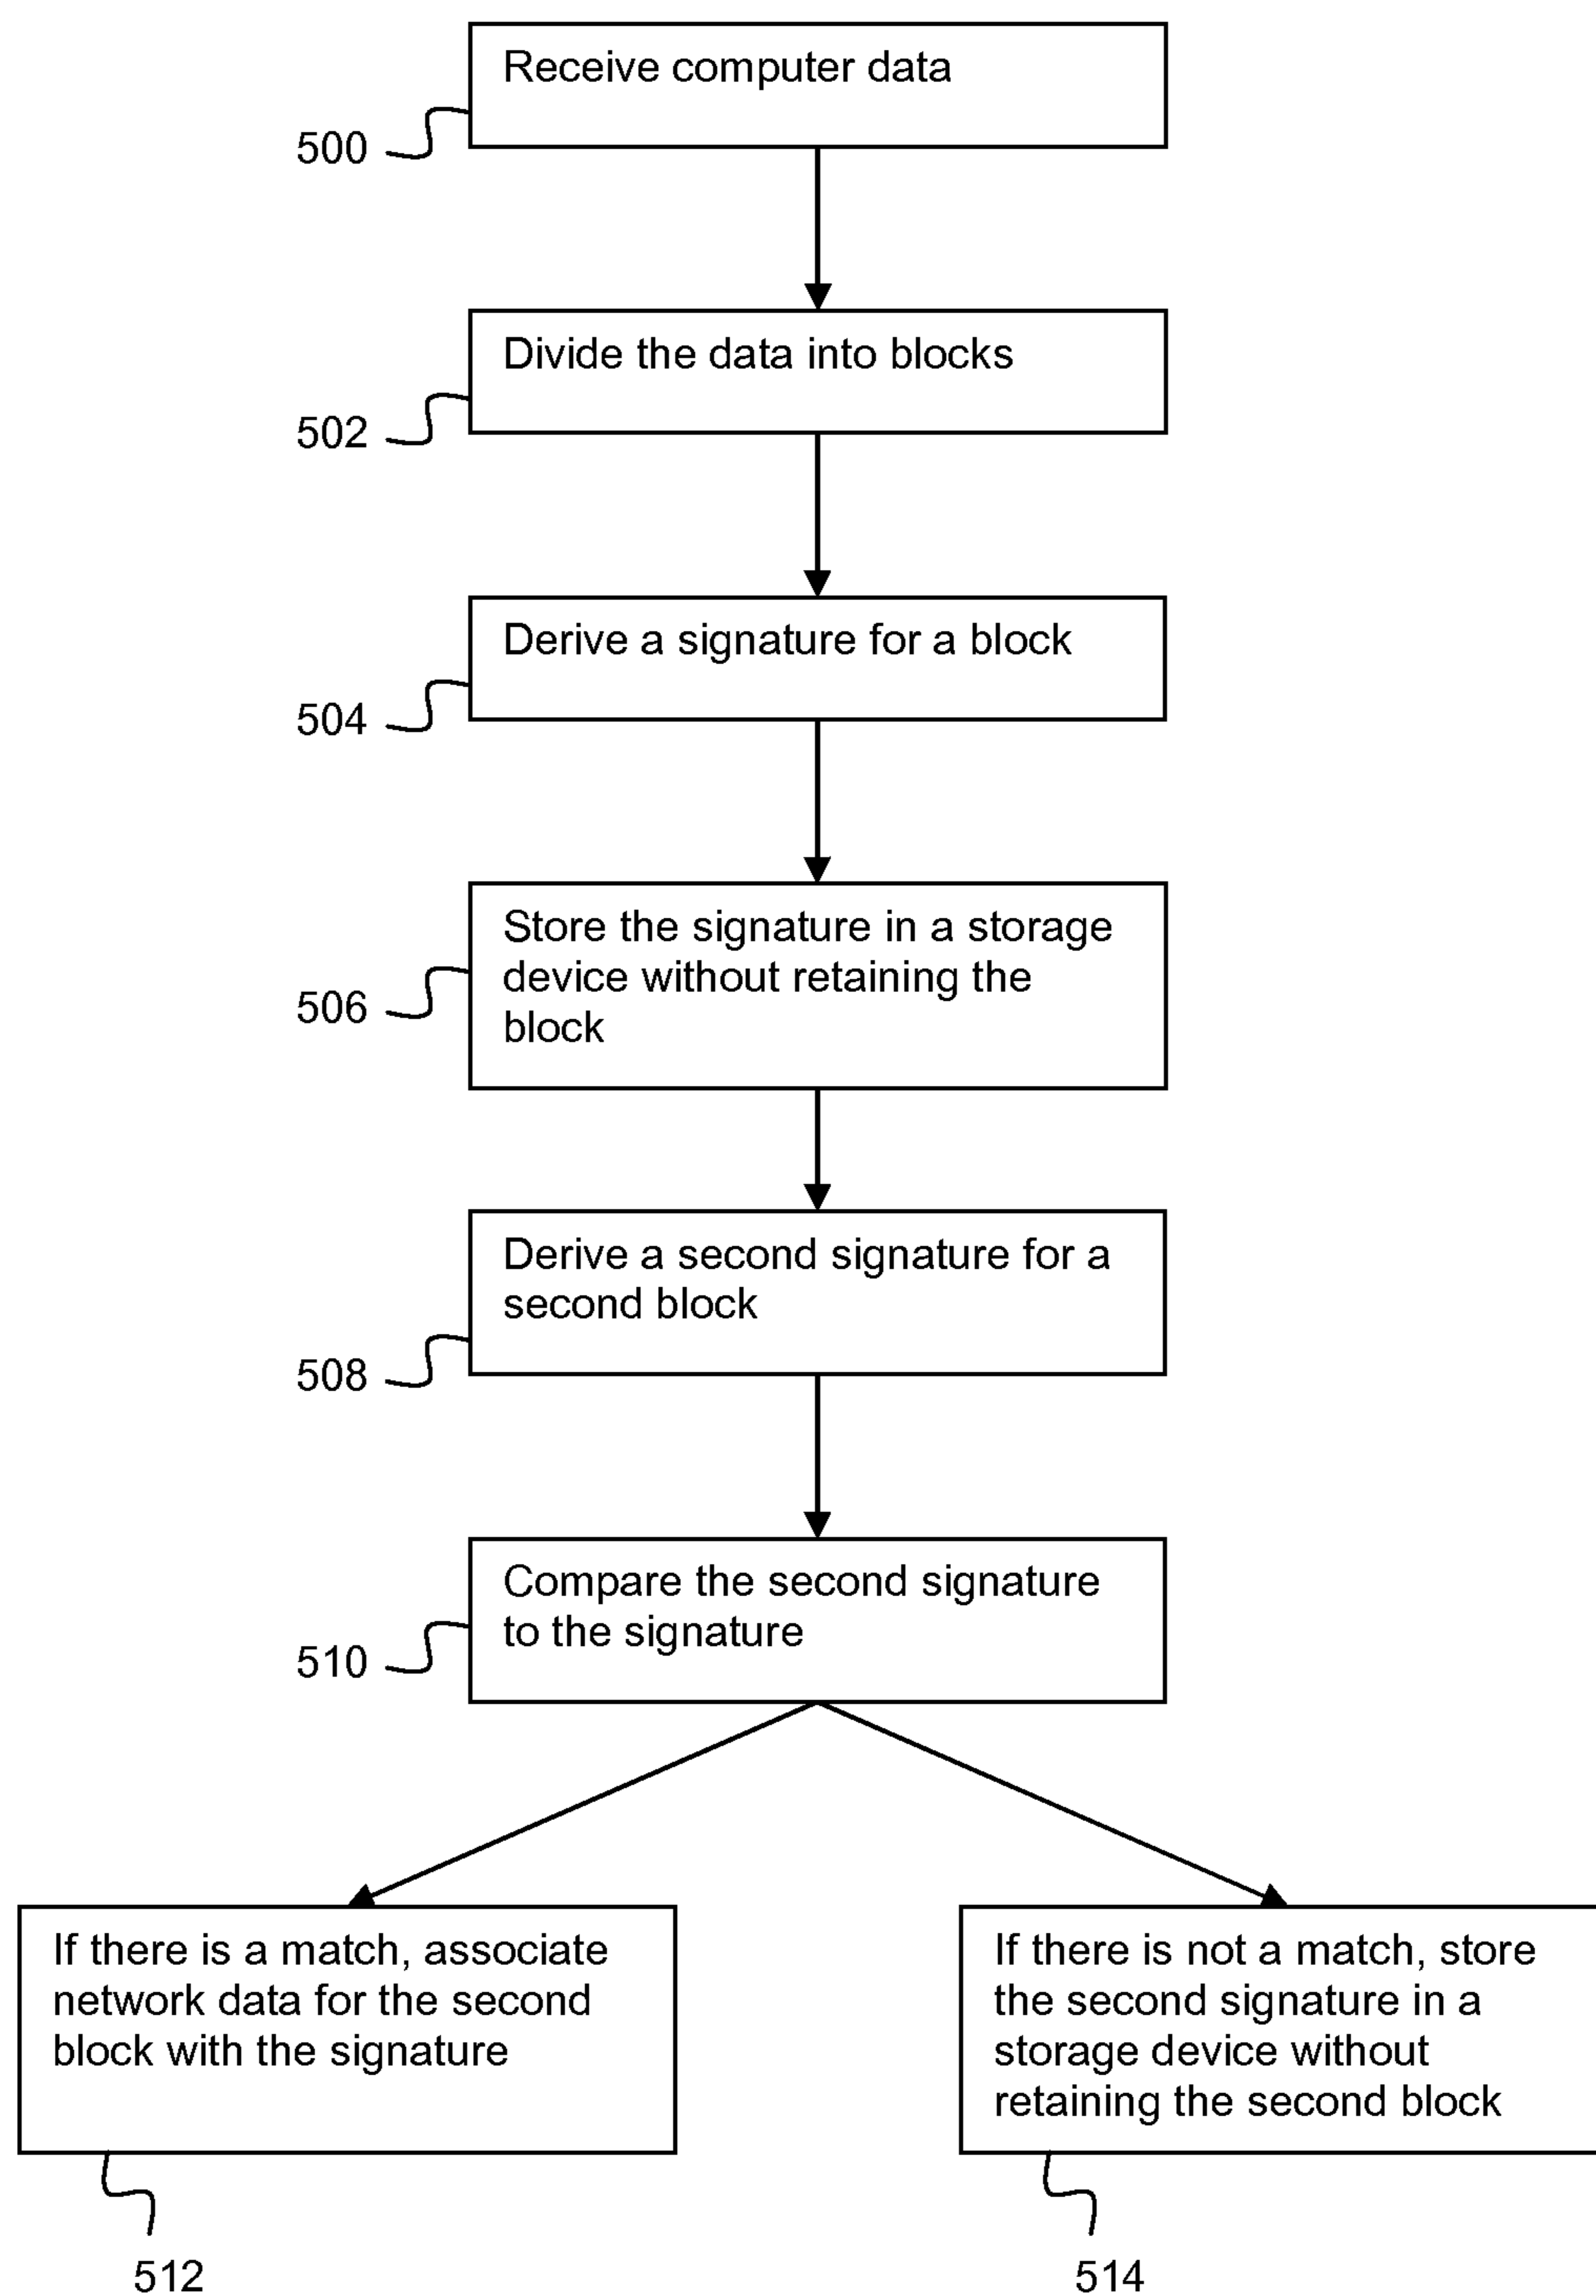 Receive computer data
500
Divide the data into blocks
502
Derive a signature for a block
504
Store the signature in a storage
device without retaining the
block
506
Derive a second signature for a
second block
508
Compare the second signature
to the signature
510
If there is a match, associate
network data for the second
block with the signature
512
If there is not a match, store
the second signature in a
storage device without
retaining the second block
514